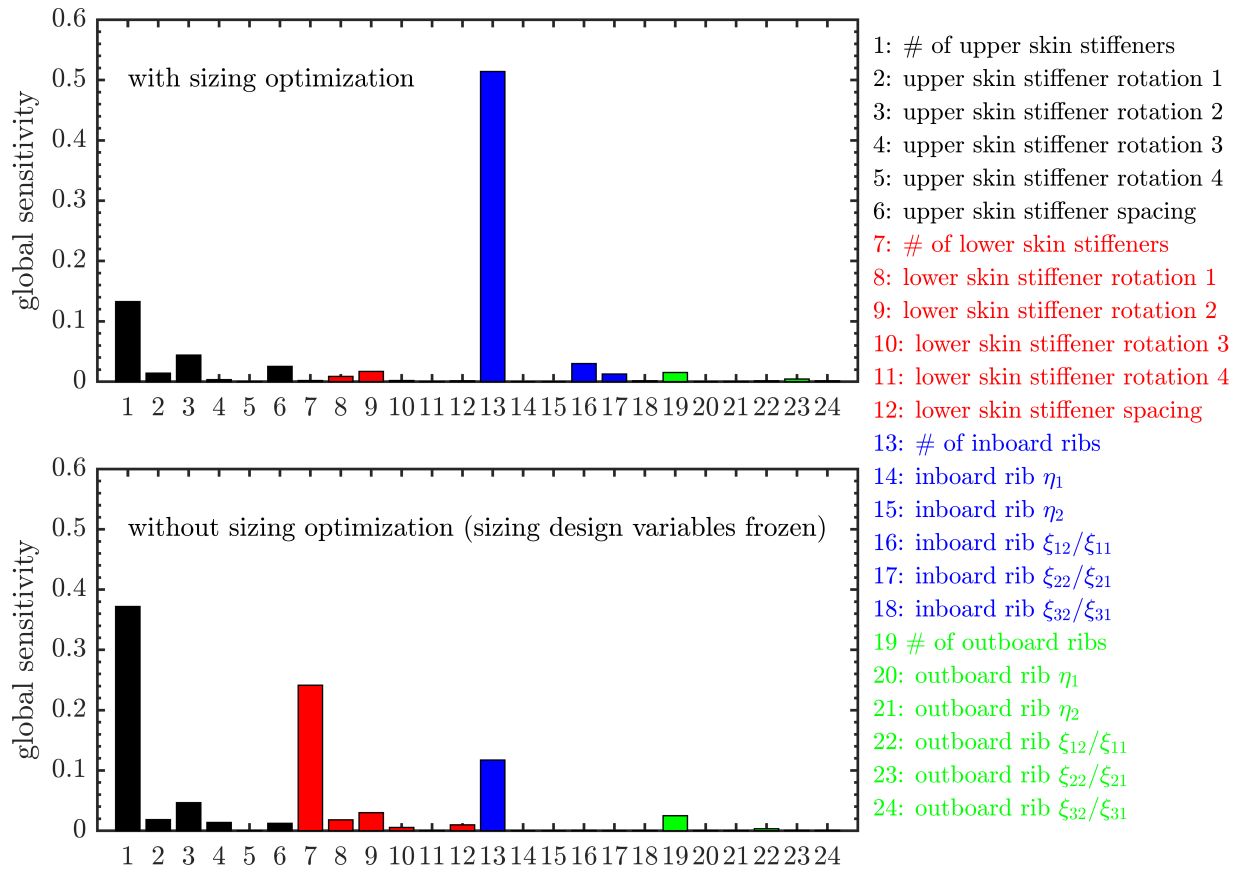 0.6
0.5
0.4
0.3
0.2
0.1
0
global sensitivity
with sizing optimization
1 2 3 4 5 6 7 8 9 10 11 12 13 14 15 16 17 18 19 20 21 22 23 24
0.6
0.5
0.4
0.3
0.2
0.1
0
global sensitivity
without sizing optimization (sizing design variables frozen)
1 2 3 4 5 6 7 8 9 10 11 12 13 14 15 16 17 18 19 20 21 22 23 24
1: # of upper skin stiffeners
2: upper skin stiffener rotation 1
3: upper skin stiffener rotation 2
4: upper skin stiffener rotation 3
5: upper skin stiffener rotation 4
6: upper skin stiffener spacing
7: # of lower skin stiffeners
8: lower skin stiffener rotation 1
9: lower skin stiffener rotation 2
10: lower skin stiffener rotation 3
11: lower skin stiffener rotation 4
12: lower skin stiffener spacing
13: # of inboard ribs
14: inboard rib η₁
15: inboard rib η₂
16: inboard rib ξ₁₂/ξ₁₁
17: inboard rib ξ₂₂/ξ₂₁
18: inboard rib ξ₃₂/ξ₃₁
19 # of outboard ribs
20: outboard rib η₁
21: outboard rib η₂
22: outboard rib ξ₁₂/ξ₁₁
23: outboard rib ξ₂₂/ξ₂₁
24: outboard rib ξ₃₂/ξ₃₁